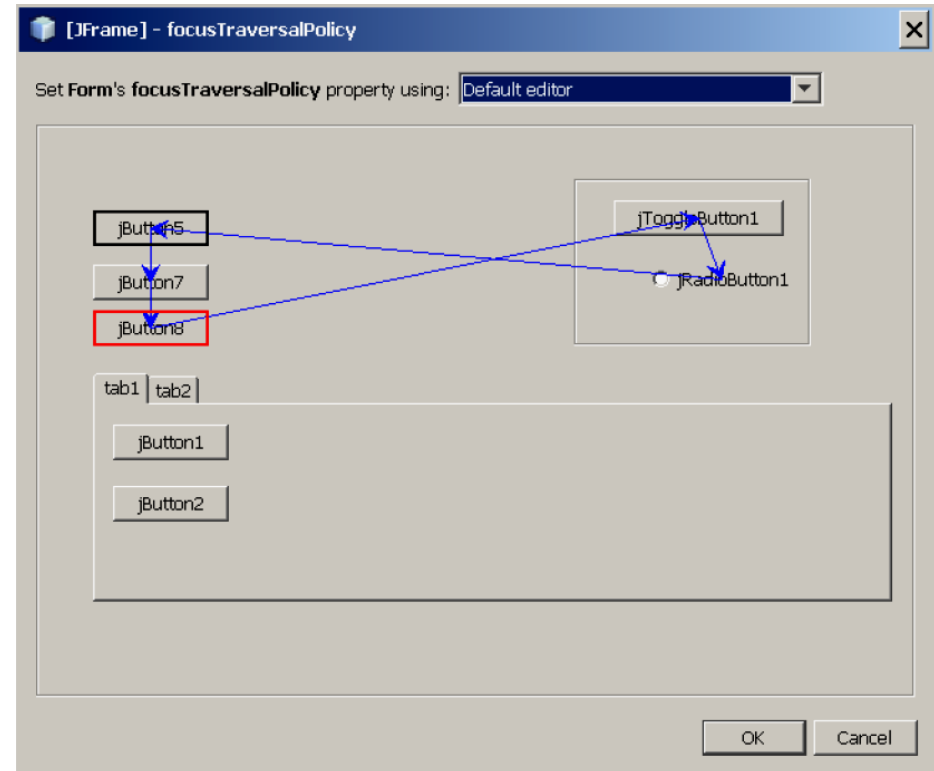 [JFrame] - focusTraversalPolicy
Set Form's focusTraversalPolicy property using: Default editor
jButton5
jToggleButton1
jButton7
jRadioButton1
jButton8
tab1 tab2
jButton1
jButton2
OK Cancel